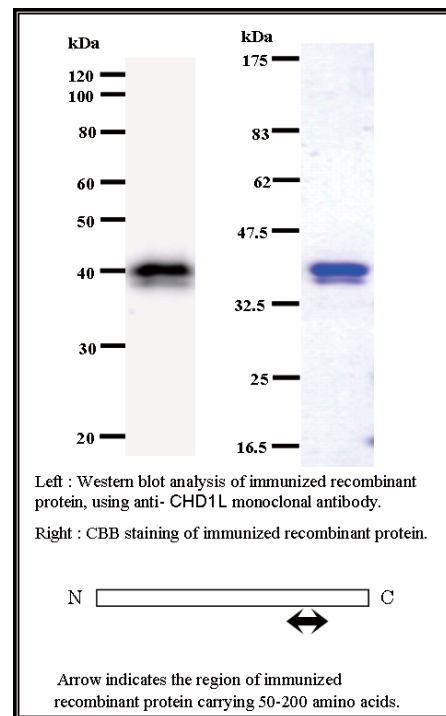 kDa
120
100
80
60
50
40
30
20
kDa
175
83
62
47.5
32.5
25
16.5
Left : Western blot analysis of immunized recombinant
protein, using anti- CHD1L monoclonal antibody.
Right : CBB staining of immunized recombinant protein.
N C
Arrow indicates the region of immunized
recombinant protein carrying 50-200 amino acids.